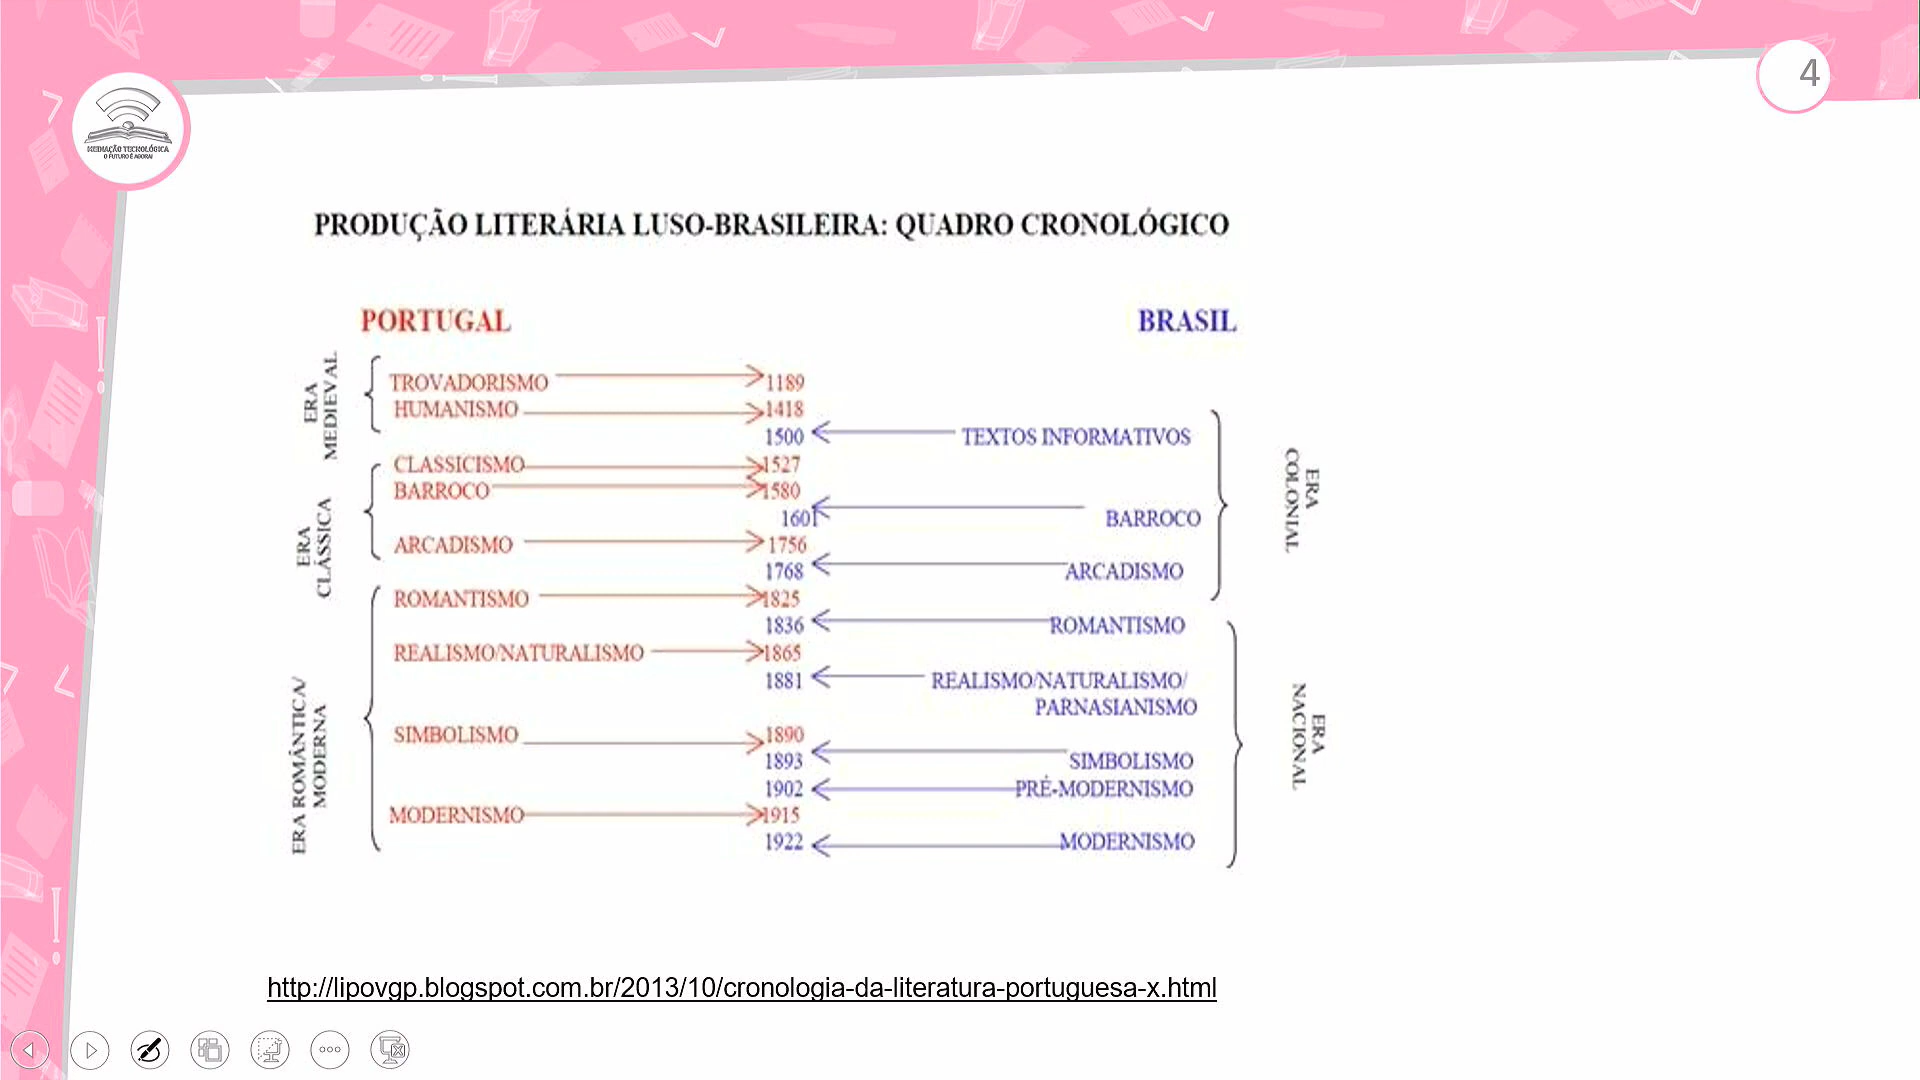 4
MEDIAÇÃO TECNOLÓGICA
O FUTURO É AGORA!
PRODUÇÃO LITERÁRIA LUSO-BRASILEIRA: QUADRO CRONOLÓGICO
PORTUGAL
BRASIL
ERA
MEDIEVAL
TROVADORISMO 1189
HUMANISMO 1418
1500 TEXTOS INFORMATIVOS
ERA
CLÁSSICA
CLASSICISMO 1527
BARROCO 1580
1601 BARROCO
ARCADISMO 1756
1768 ARCADISMO
ERA
COLONIAL
ERA ROMÂNTICA/
MODERNA
ROMANTISMO 1825
1836 ROMANTISMO
REALISMO/NATURALISMO 1865
1881 REALISMO/NATURALISMO/
PARNASIANISMO
SIMBOLISMO 1890
1893 SIMBOLISMO
1902 PRÉ-MODERNISMO
MODERNISMO 1915
1922 MODERNISMO
ERA
NACIONAL
http://lipovgp.blogspot.com.br/2013/10/cronologia-da-literatura-portuguesa-x.html